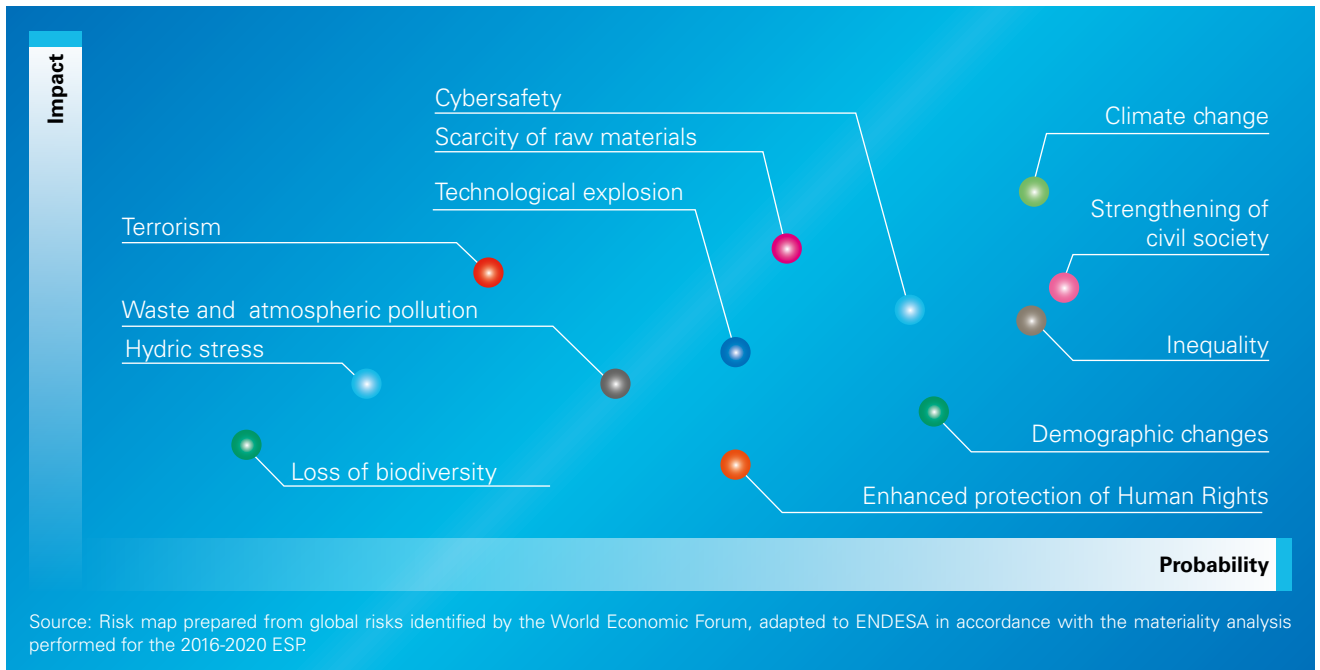 Impact
Cybersafety
Climate change
Scarcity of raw materials
Technological explosion
Strengthening of
civil society
Terrorism
Waste and atmospheric pollution
Hydric stress
Inequality
Demographic changes
Loss of biodiversity
Enhanced protection of Human Rights
Probability
Source: Risk map prepared from global risks identified by the World Economic Forum, adapted to ENDESA in accordance with the materiality analysis
performed for the 2016-2020 ESP.